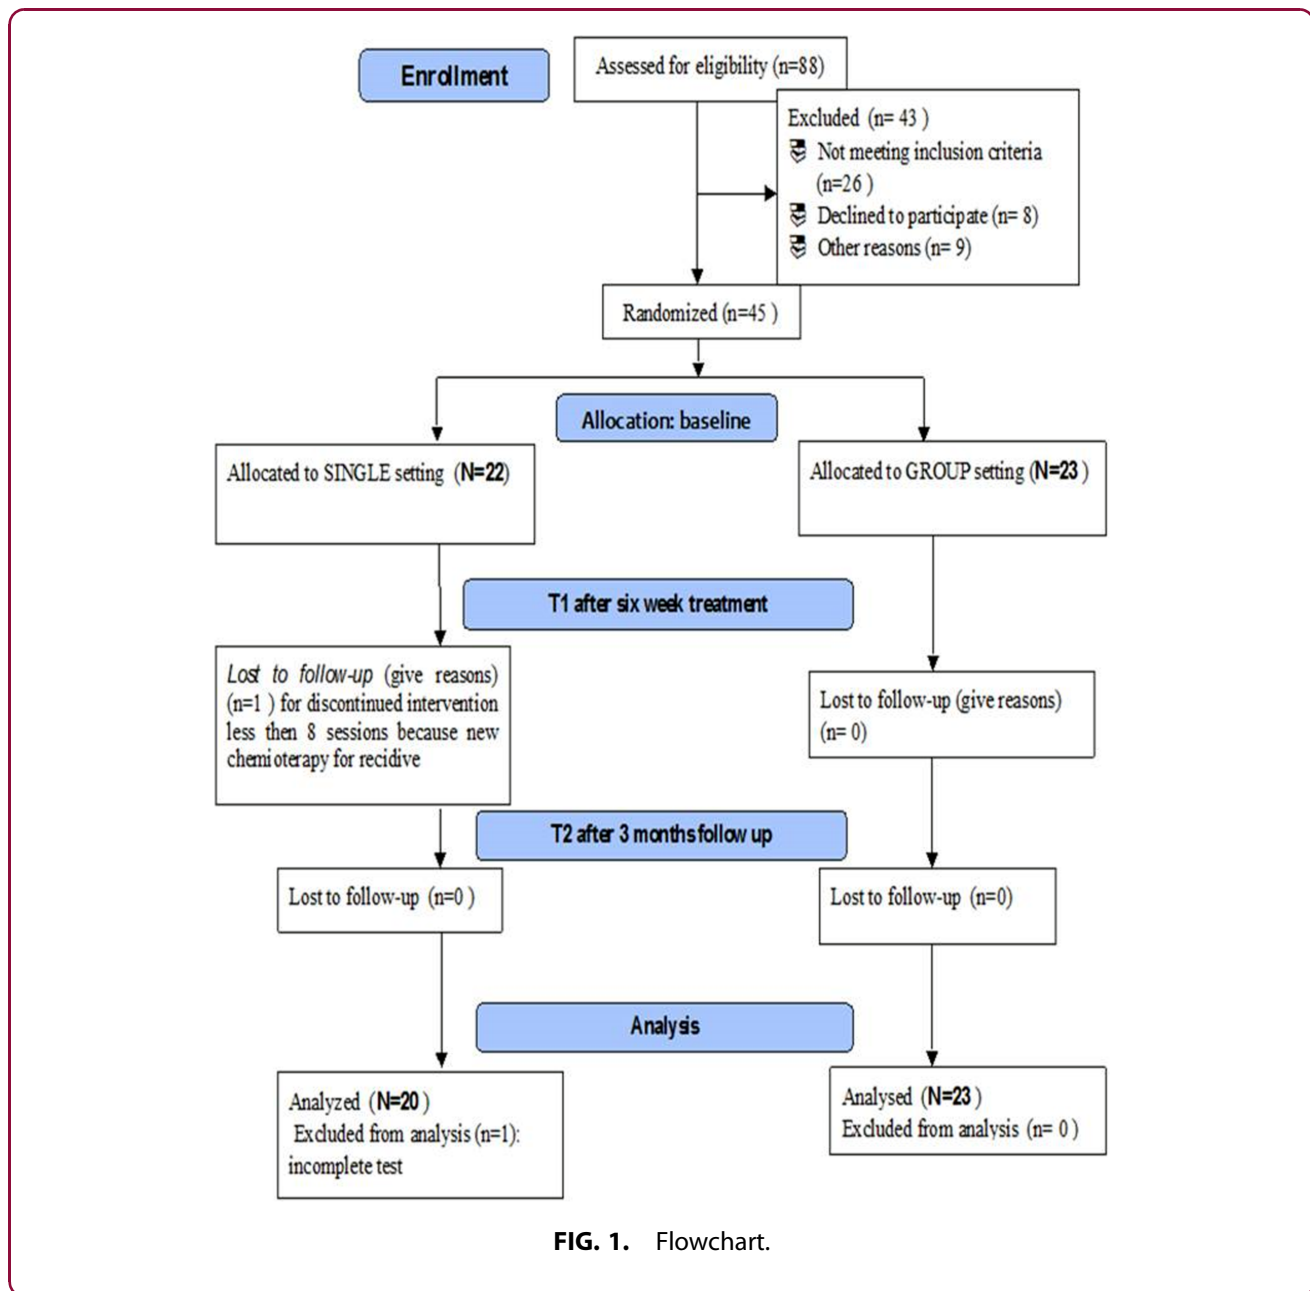 Enrollment
Assessed for eligibility (n=88)
Excluded (n= 43 )
Not meeting inclusion criteria
(n=26 )
Declined to participate (n= 8)
Other reasons (n= 9)
Randomized (n=45 )
Allocation: baseline
Allocated to SINGLE setting (N=22)
Allocated to GROUP setting (N=23 )
T1 after six week treatment
Lost to follow-up (give reasons)
(n=1 ) for discontinued intervention
less then 8 sessions because new
chemioterapy for recidive
Lost to follow-up (give reasons)
(n= 0)
T2 after 3 months follow up
Lost to follow-up (n=0 )
Lost to follow-up (n=0)
Analysis
Analyzed (N=20 )
Excluded from analysis (n=1):
incomplete test
Analysed (N=23 )
Excluded from analysis (n= 0 )
FIG. 1. Flowchart.